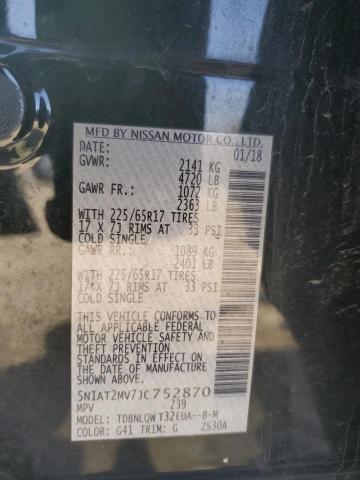 MFD BY NISSAN MOTOR CO., LTD.
DATE: 01/18
GVWR: 2141 KG
4720 LB
GAWR FR.: 1072 KG
2363 LB
WITH 225/65R17 TIRES
17 X 7J RIMS AT 33 PSI
COLD SINGLE
GAWR RR.: 1089 KG
2401 LB
WITH 225/65R17 TIRES
17 X 7J RIMS AT 33 PSI
COLD SINGLE
THIS VEHICLE CONFORMS TO
ALL APPLICABLE FEDERAL
MOTOR VEHICLE SAFETY
AND THEFT PREVENTION
STANDARDS IN EFFECT ON
THE DATE OF MANUFACTURE
SHOWN ABOVE.
5N1AT2MV7JC752870
MPV 239
MODEL: TDBNLQW T32EUA--B-M
COLOR: G41 TRIM: G 2S30A